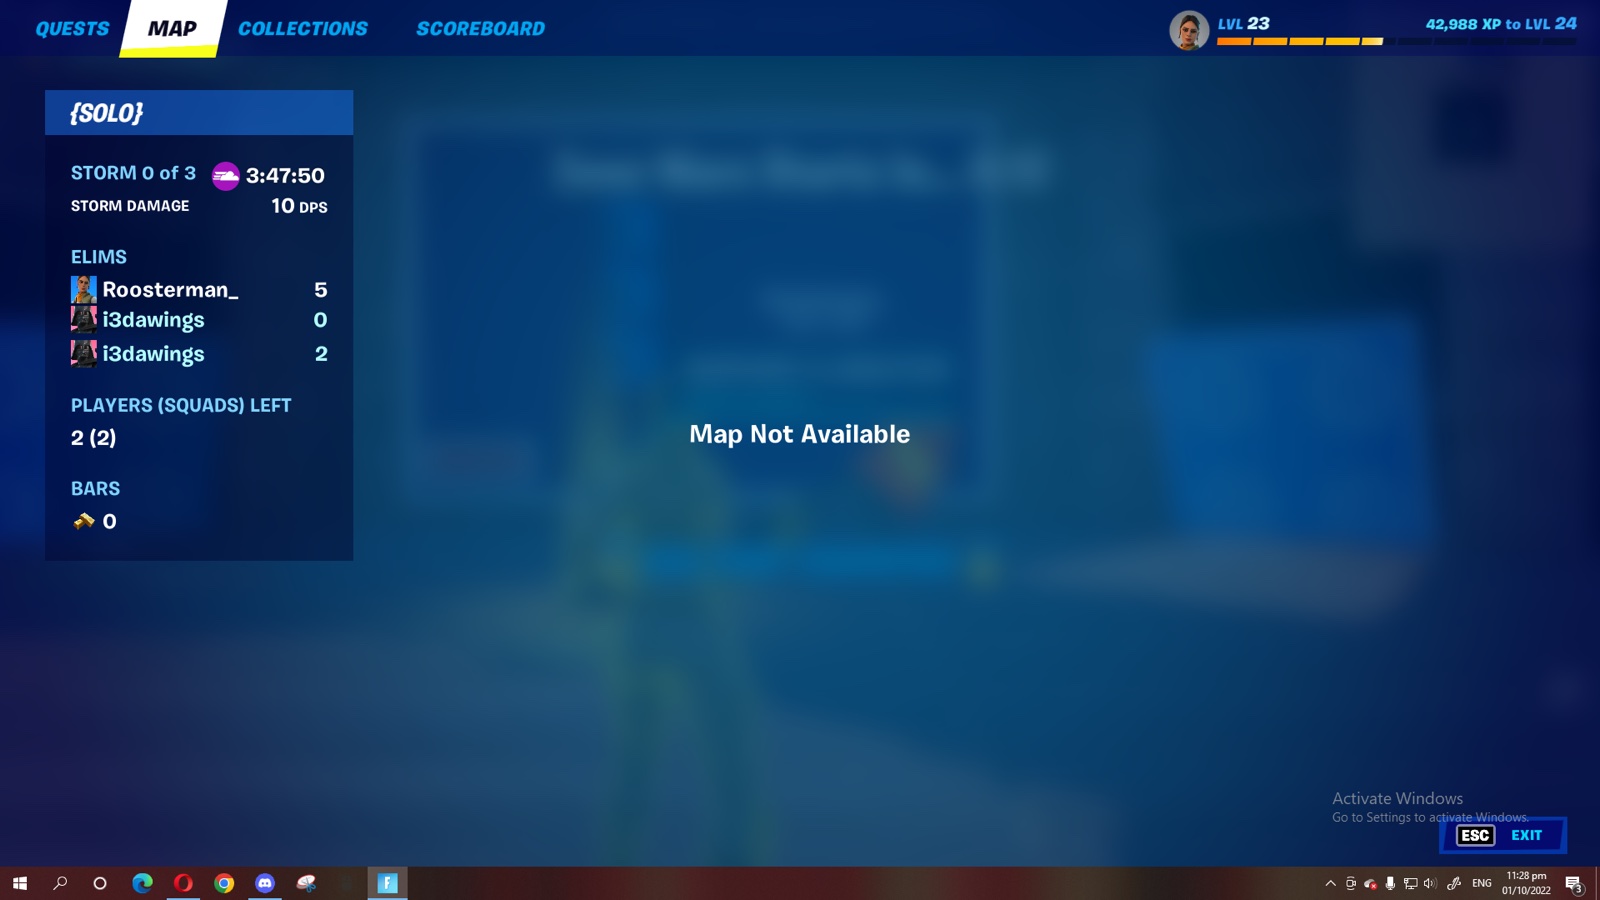 QUESTS MAP COLLECTIONS SCOREBOARD
LVL 23 42,988 XP to LVL 24
{SOLO}
STORM 0 of 3 3:47:50
STORM DAMAGE 10 DPS
ELIMS
Roosterman_ 5
i3dawings 0
i3dawings 2
PLAYERS (SQUADS) LEFT
2 (2)
BARS
0
Map Not Available
Activate Windows
Go to Settings to activate Windows.
ESC EXIT
F
ENG
11:28 pm
01/10/2022
3